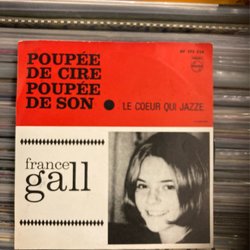 POUPÉE
DE CIRE
POUPÉE
DE SON
LE COEUR QUI JAZZE
france
gall